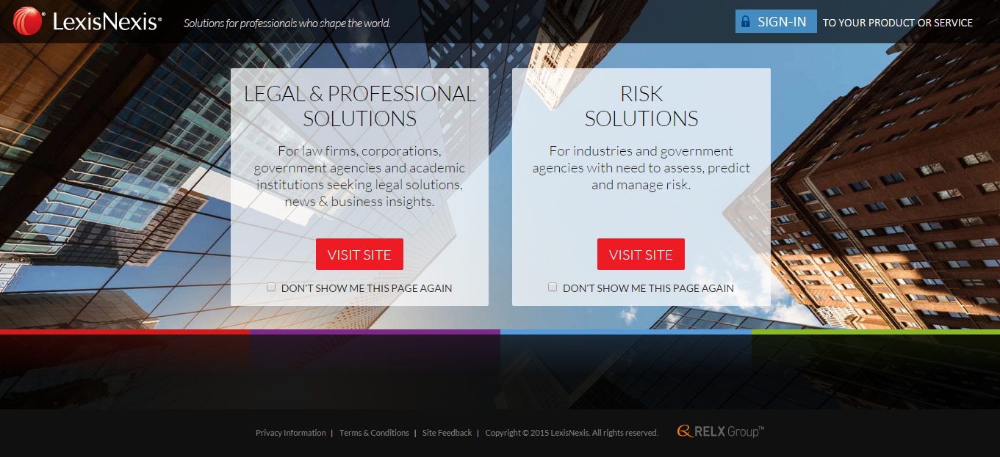 LexisNexis®
Solutions for professionals who shape the world.
SIGN-IN TO YOUR PRODUCT OR SERVICE
LEGAL & PROFESSIONAL
SOLUTIONS
For law firms, corporations,
government agencies and academic
institutions seeking legal solutions,
news & business insights.
VISIT SITE
DON'T SHOW ME THIS PAGE AGAIN
RISK
SOLUTIONS
For industries and government
agencies with need to assess, predict
and manage risk.
VISIT SITE
DON'T SHOW ME THIS PAGE AGAIN
Privacy Information | Terms & Conditions | Site Feedback | Copyright © 2015 LexisNexis. All rights reserved.
RELX Group™